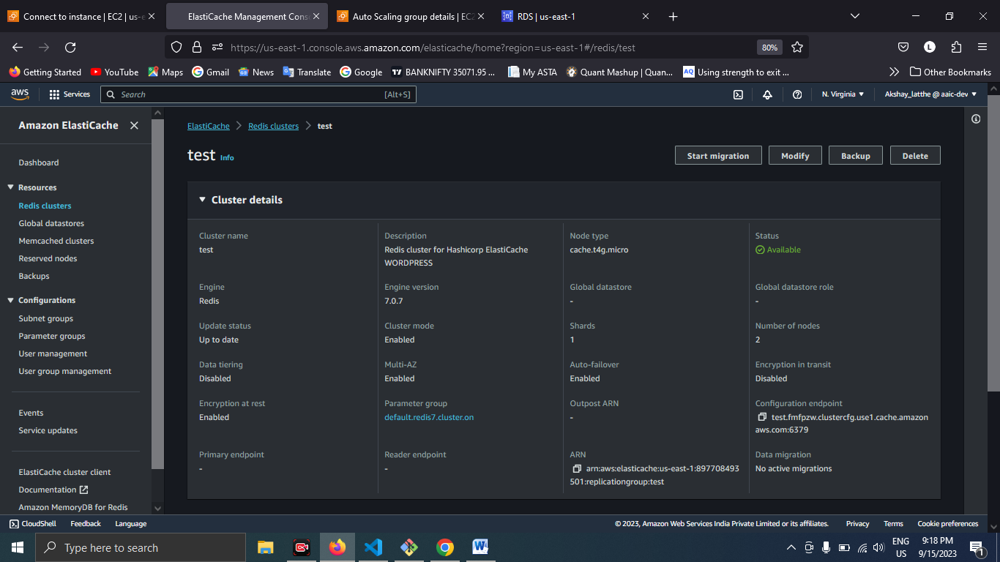 Connect to instance | EC2 | us-e
ElastiCache Management Cons
Auto Scaling group details | EC2
RDS | us-east-1
https://us-east-1.console.aws.amazon.com/elasticache/home?region=us-east-1#/redis/test
80%
L
Getting Started
YouTube
Maps
Gmail
News
Translate
Google
BANKNIFTY 35071.95 ...
My ASTA
Quant Mashup | Quan...
AQ
Using strength to exit ...
Other Bookmarks
aws
Services
Search
[Alt+S]
N. Virginia
Akshay_latthe @ aaic-dev
Amazon ElastiCache
Dashboard
Resources
Redis clusters
Global datastores
Memcached clusters
Reserved nodes
Backups
Configurations
Subnet groups
Parameter groups
User management
User group management
Events
Service updates
ElastiCache cluster client
Documentation
Amazon MemoryDB for Redis
ElastiCache
Redis clusters
test
test Info
Start migration
Modify
Backup
Delete
Cluster details
Cluster name
test
Description
Redis cluster for Hashicorp ElastiCache
WORDPRESS
Node type
cache.t4g.micro
Status
Available
Engine
Redis
Engine version
7.0.7
Global datastore
-
Global datastore role
-
Update status
Up to date
Cluster mode
Enabled
Shards
1
Number of nodes
2
Data tiering
Disabled
Multi-AZ
Enabled
Auto-failover
Enabled
Encryption in transit
Disabled
Encryption at rest
Enabled
Parameter group
default.redis7.cluster.on
Outpost ARN
-
Configuration endpoint
test.fmfpzw.clustercfg.use1.cache.amazon
aws.com:6379
Primary endpoint
-
Reader endpoint
-
ARN
arn:aws:elasticache:us-east-1:897708493
501:replicationgroup:test
Data migration
No active migrations
CloudShell
Feedback
Language
© 2023, Amazon Web Services India Private Limited or its affiliates.
Privacy
Terms
Cookie preferences
Type here to search
ENG
US
9:18 PM
9/15/2023
1